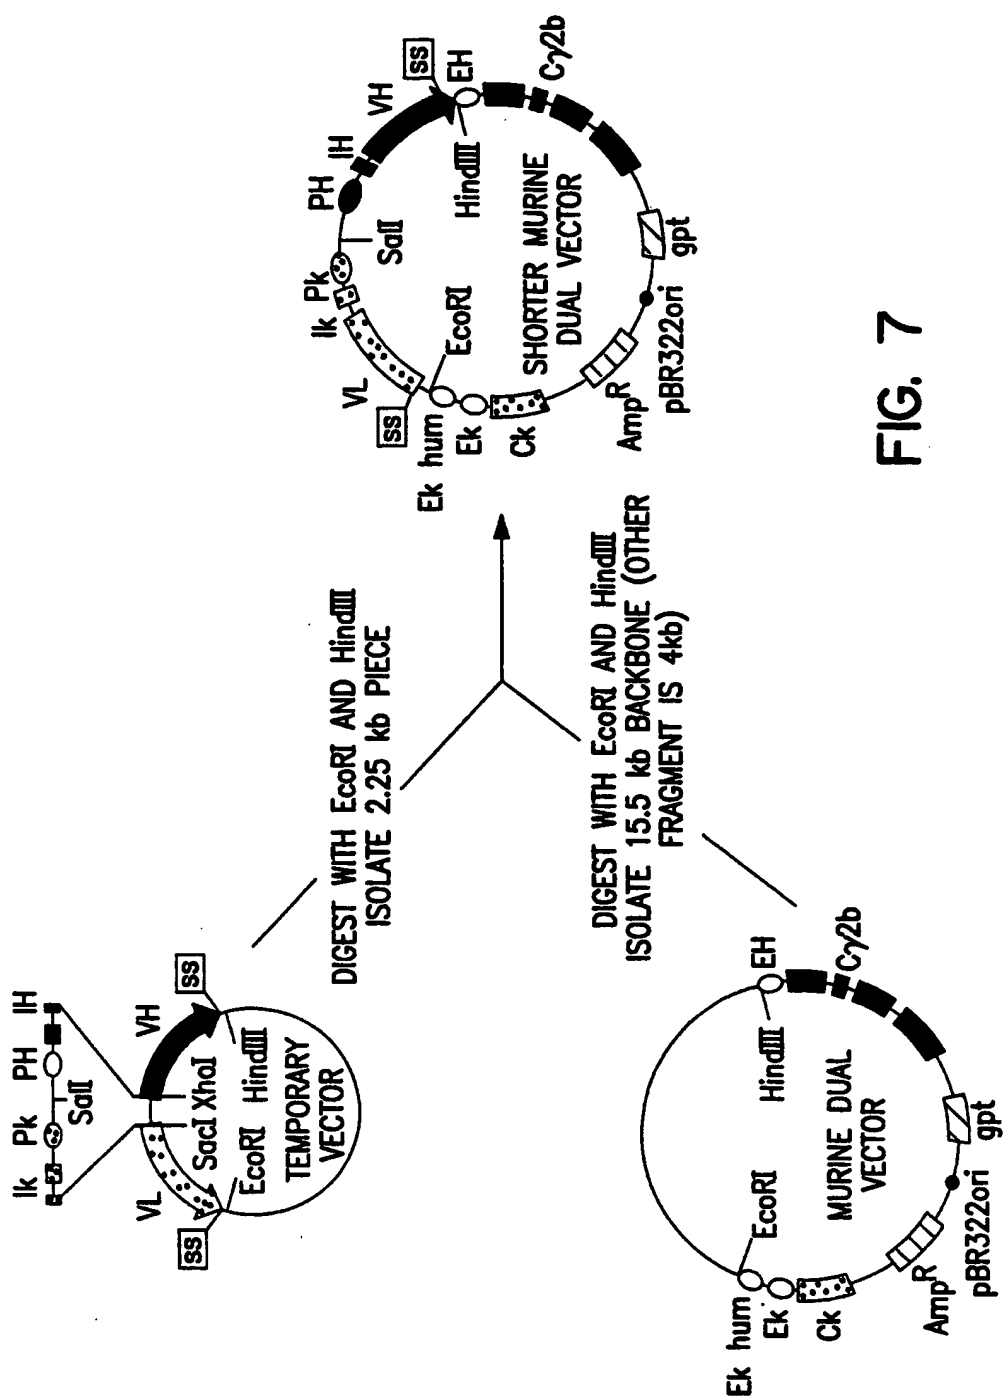 Ik Pk PH IH
SalI
VL
VH
ss
ss
SacI XhoI
EcoRI HindIII
TEMPORARY
VECTOR
DIGEST WITH EcoRI AND HindIII
ISOLATE 2.25 kb PIECE
Ek hum
EcoRI
HindIII
EH
Ek
Ck
Cγ2b
MURINE DUAL
VECTOR
AmpR
pBR322ori
gpt
DIGEST WITH EcoRI AND HindIII
ISOLATE 15.5 kb BACKBONE (OTHER
FRAGMENT IS 4kb)
VL
Ik
Pk
PH
IH
VH
ss
ss
SalI
Ek hum
EcoRI
HindIII
EH
Ek
Ck
Cγ2b
SHORTER MURINE
DUAL VECTOR
AmpR
pBR322ori
gpt
FIG. 7